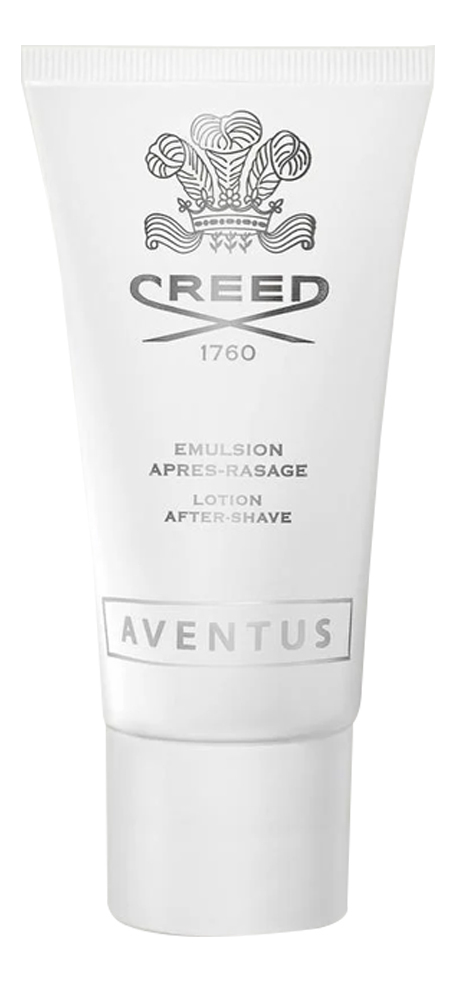 CREED
1760
EMULSION
APRES-RASAGE
LOTION
AFTER-SHAVE
AVENTUS